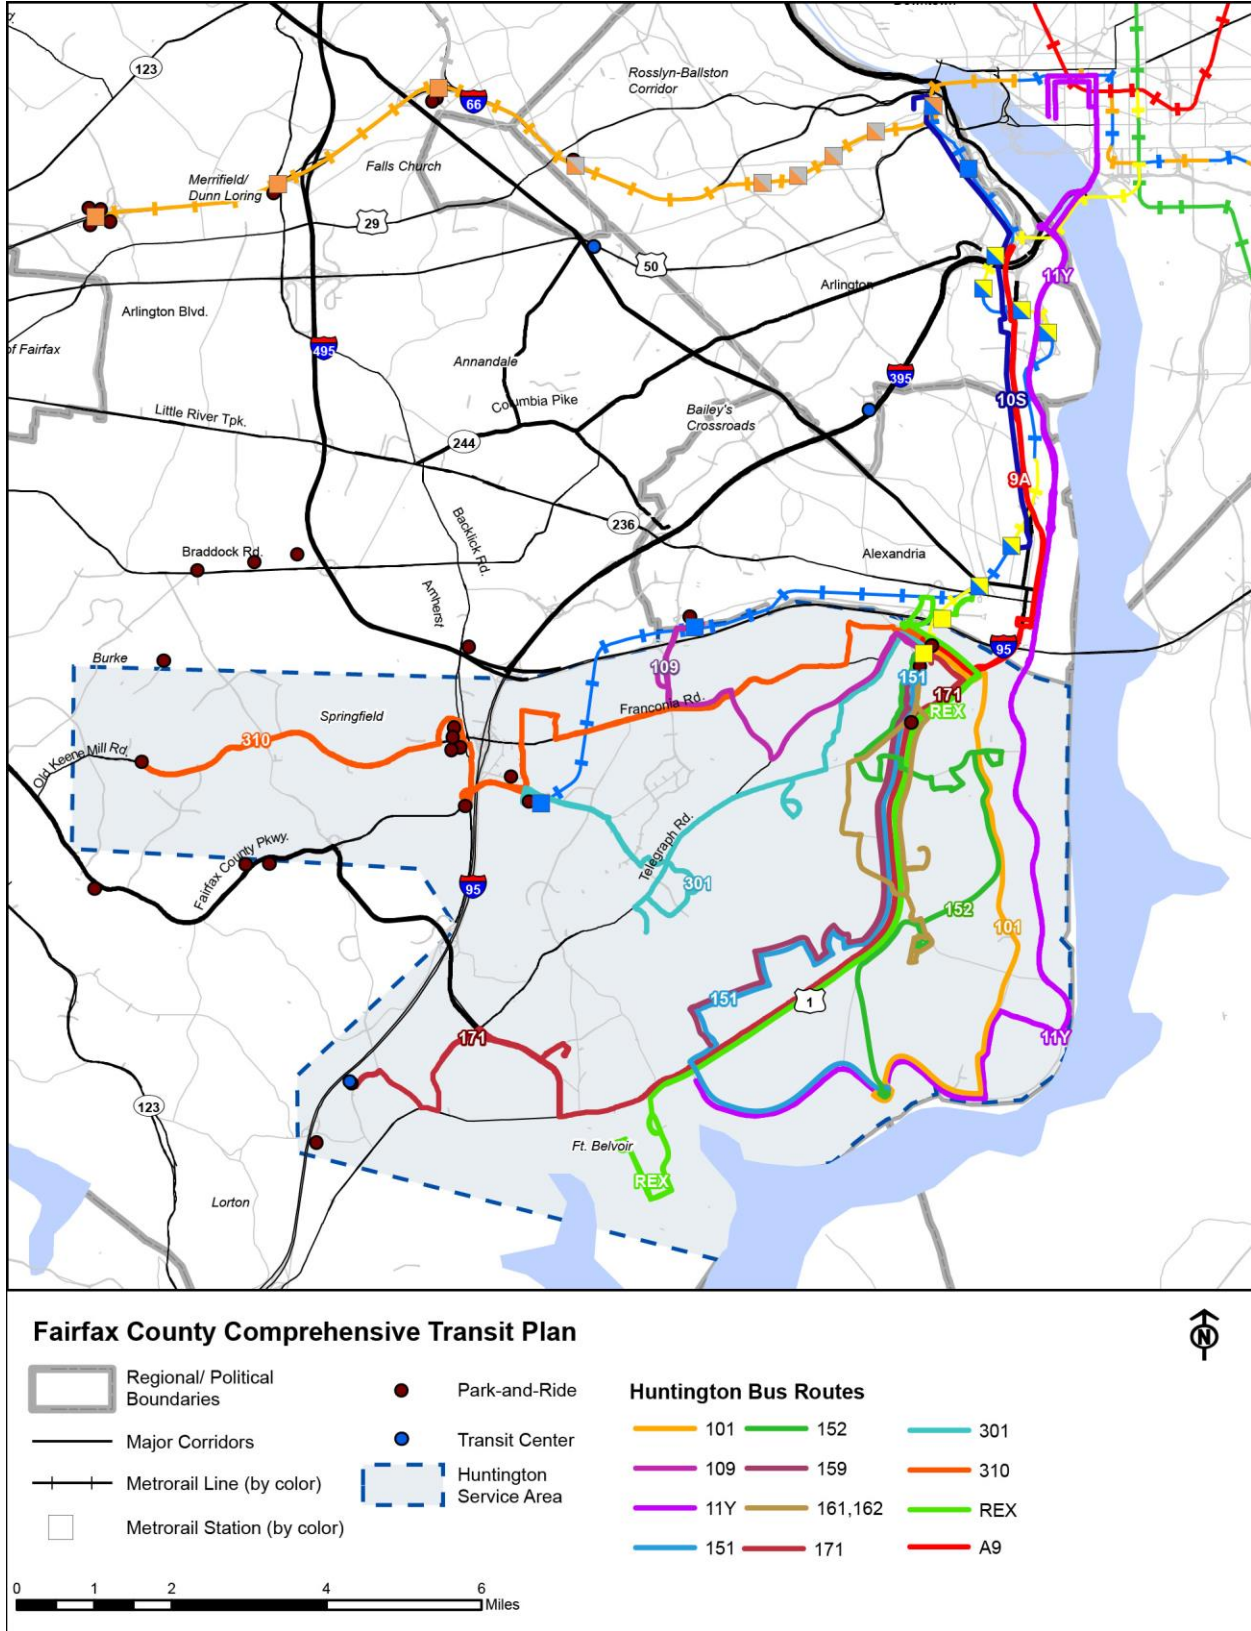 Downtown
123
Rosslyn-Ballston
Corridor
66
Falls Church
Merrifield/
Dunn Loring
29
50
11Y
Arlington
Arlington Blvd.
of Fairfax
495
Annandale
395
Columbia Pike
10S
Little River Tpk.
Bailey's
Crossroads
244
9A
236
Backlick Rd.
Braddock Rd.
Alexandria
Amherst
95
Burke
109
151
171
REX
Franconia Rd.
Springfield
310
Old Keene Mill Rd.
Telegraph Rd.
Fairfax County Pkwy.
95
301
152
101
151
1
171
11Y
123
Ft. Belvoir
REX
Lorton
Fairfax County Comprehensive Transit Plan
N
Regional/ Political
Boundaries
Major Corridors
Metrorail Line (by color)
Metrorail Station (by color)
Park-and-Ride
Transit Center
Huntington
Service Area
Huntington Bus Routes
101
109
11Y
151
152
159
161,162
171
301
310
REX
A9
0 1 2 4 6
Miles